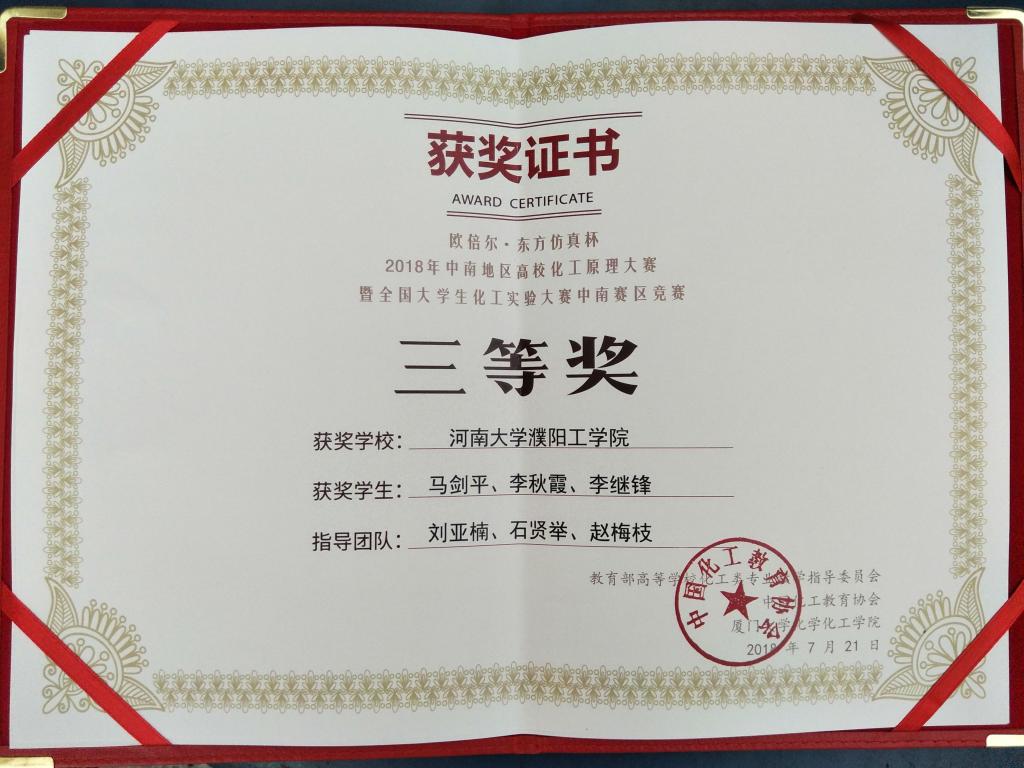 获奖证书
AWARD CERTIFICATE
欧倍尔·东方仿真杯
2018年中南地区高校化工原理大赛
暨全国大学生化工实验大赛中南赛区竞赛
三等奖
获奖学校：河南大学濮阳工学院
获奖学生：马剑平、李秋霞、李继锋
指导团队：刘亚楠、石贤举、赵梅枝
教育部高等学校化工类专业教学指导委员会
中国化工教育协会
厦门大学化学化工学院
2018年7月21日
中国化工教育协会